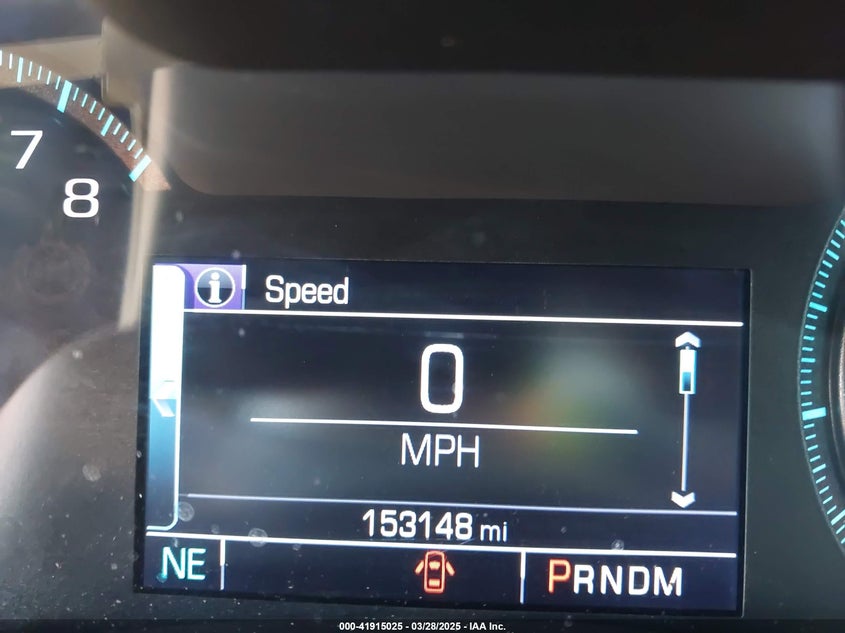 7
8
i Speed
0
MPH
153148 mi
NE PRNDM
000-41915025 - 03/28/2025 - IAA Inc.